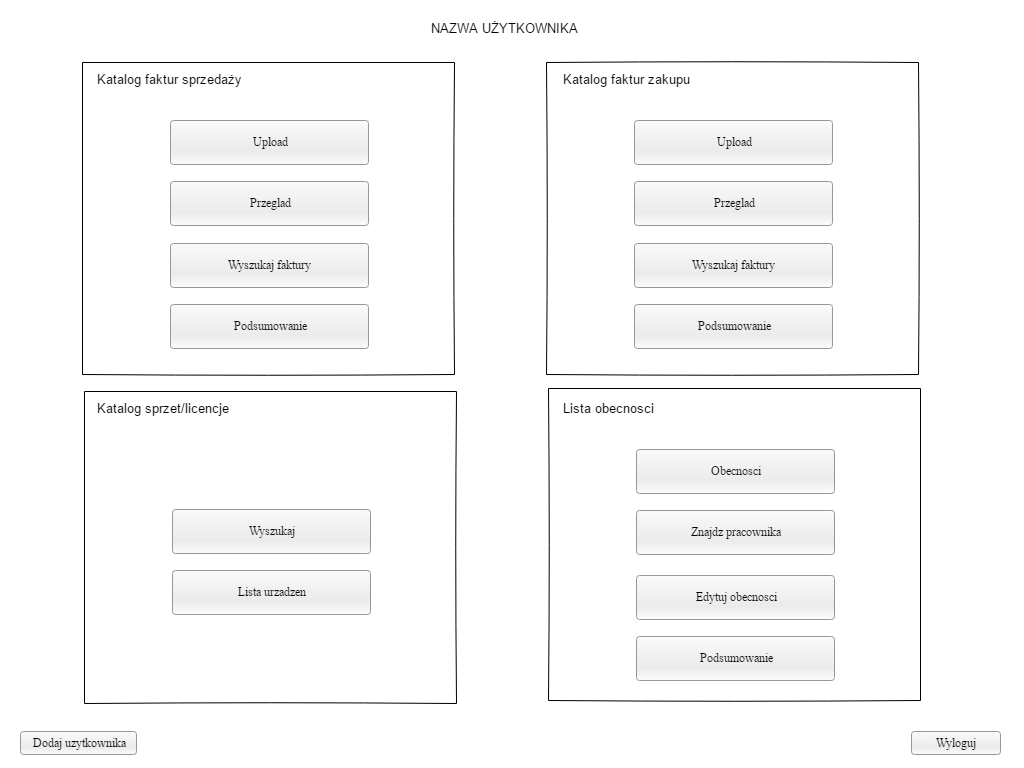 NAZWA UŻYTKOWNIKA
Katalog faktur sprzedaży
Upload
Przeglad
Wyszukaj faktury
Podsumowanie
Katalog faktur zakupu
Upload
Przeglad
Wyszukaj faktury
Podsumowanie
Katalog sprzet/licencje
Wyszukaj
Lista urzadzen
Lista obecnosci
Obecnosci
Znajdz pracownika
Edytuj obecnosci
Podsumowanie
Dodaj uzytkownika
Wyloguj